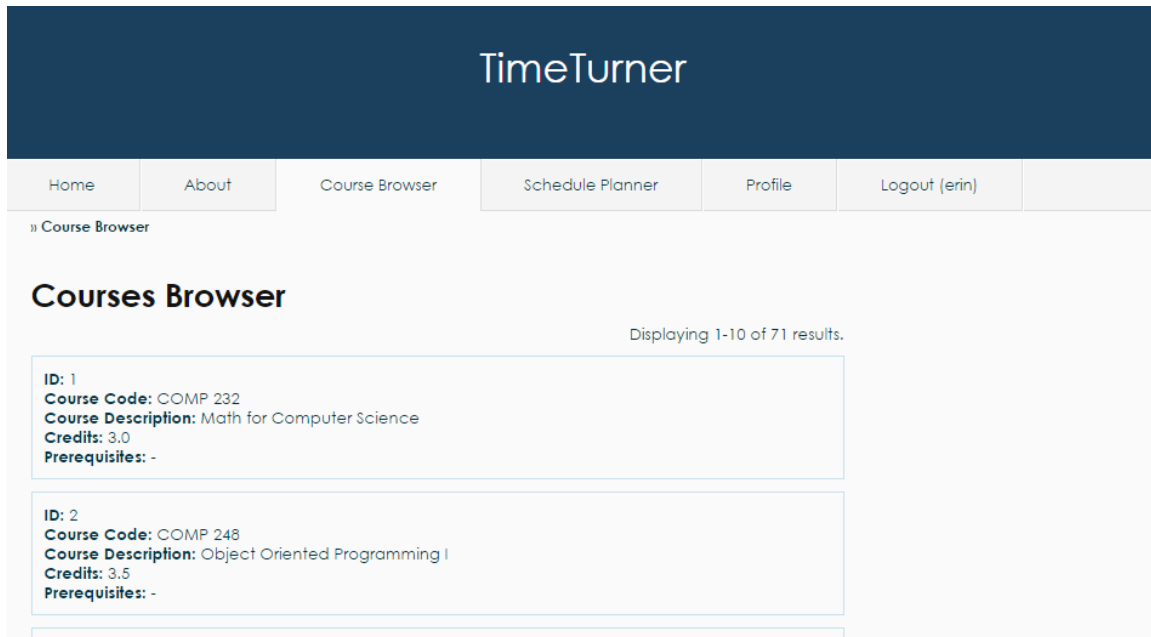 TimeTurner
Home About Course Browser Schedule Planner Profile Logout (erin)
» Course Browser
Courses Browser
Displaying 1-10 of 71 results.
ID: 1
Course Code: COMP 232
Course Description: Math for Computer Science
Credits: 3.0
Prerequisites: -
ID: 2
Course Code: COMP 248
Course Description: Object Oriented Programming I
Credits: 3.5
Prerequisites: -